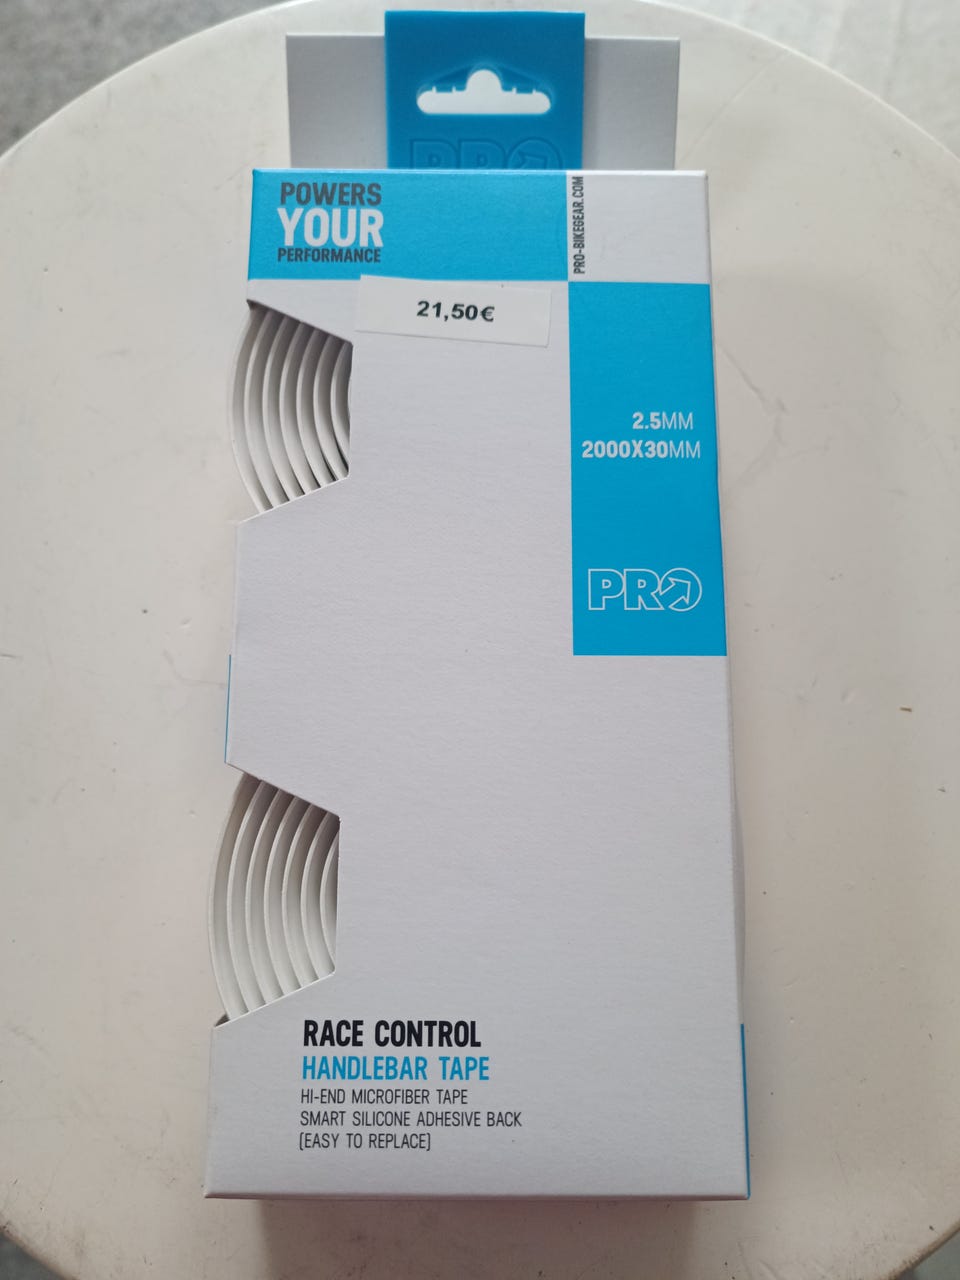 PRO
POWERS
YOUR
PERFORMANCE
PRO-BIKEGEAR.COM
21,50€
2.5MM
2000X30MM
PRO
RACE CONTROL
HANDLEBAR TAPE
HI-END MICROFIBER TAPE
SMART SILICONE ADHESIVE BACK
(EASY TO REPLACE)